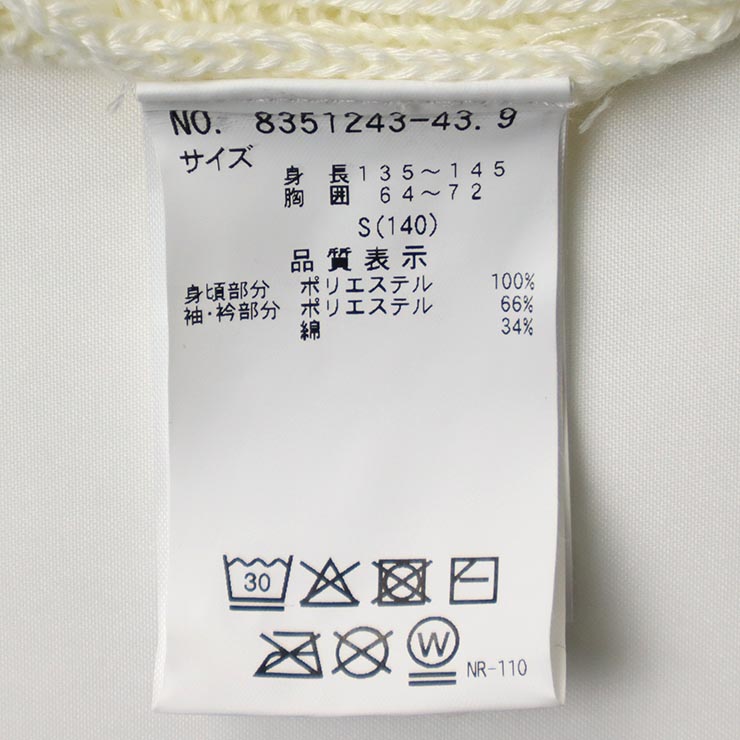 NO. 8351243-43.9
サイズ
身 長 135～145
胸 囲 64～72
S(140)
品質表示
身頃部分 ポリエステル 100%
袖・衿部分 ポリエステル 66%
綿 34%
30
W
NR-110